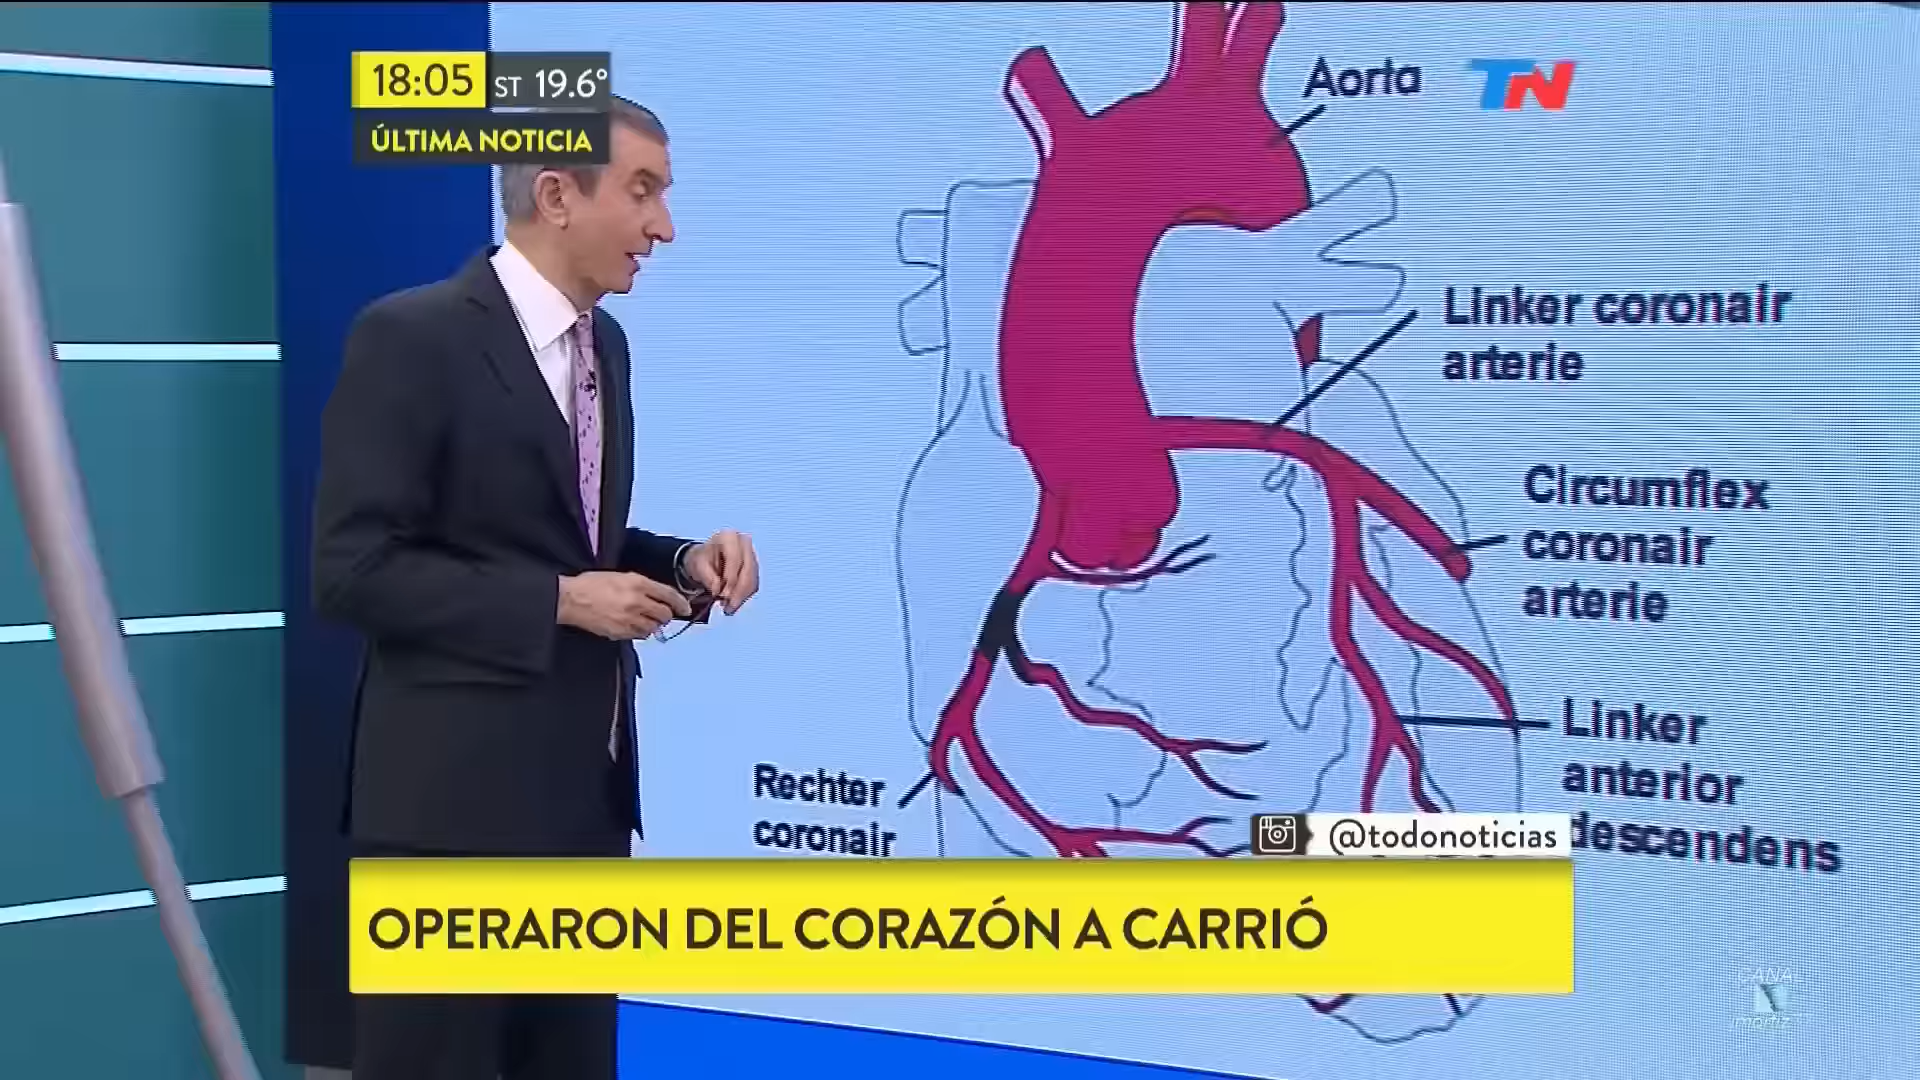 18:05 ST 19.6°
ÚLTIMA NOTICIA
Aorta
TN
Linker coronair
arterie
Circumflex
coronair
arterie
Linker
anterior
descendens
Rechter
coronair
@todonoticias
OPERARON DEL CORAZÓN A CARRIÓ
CANAL